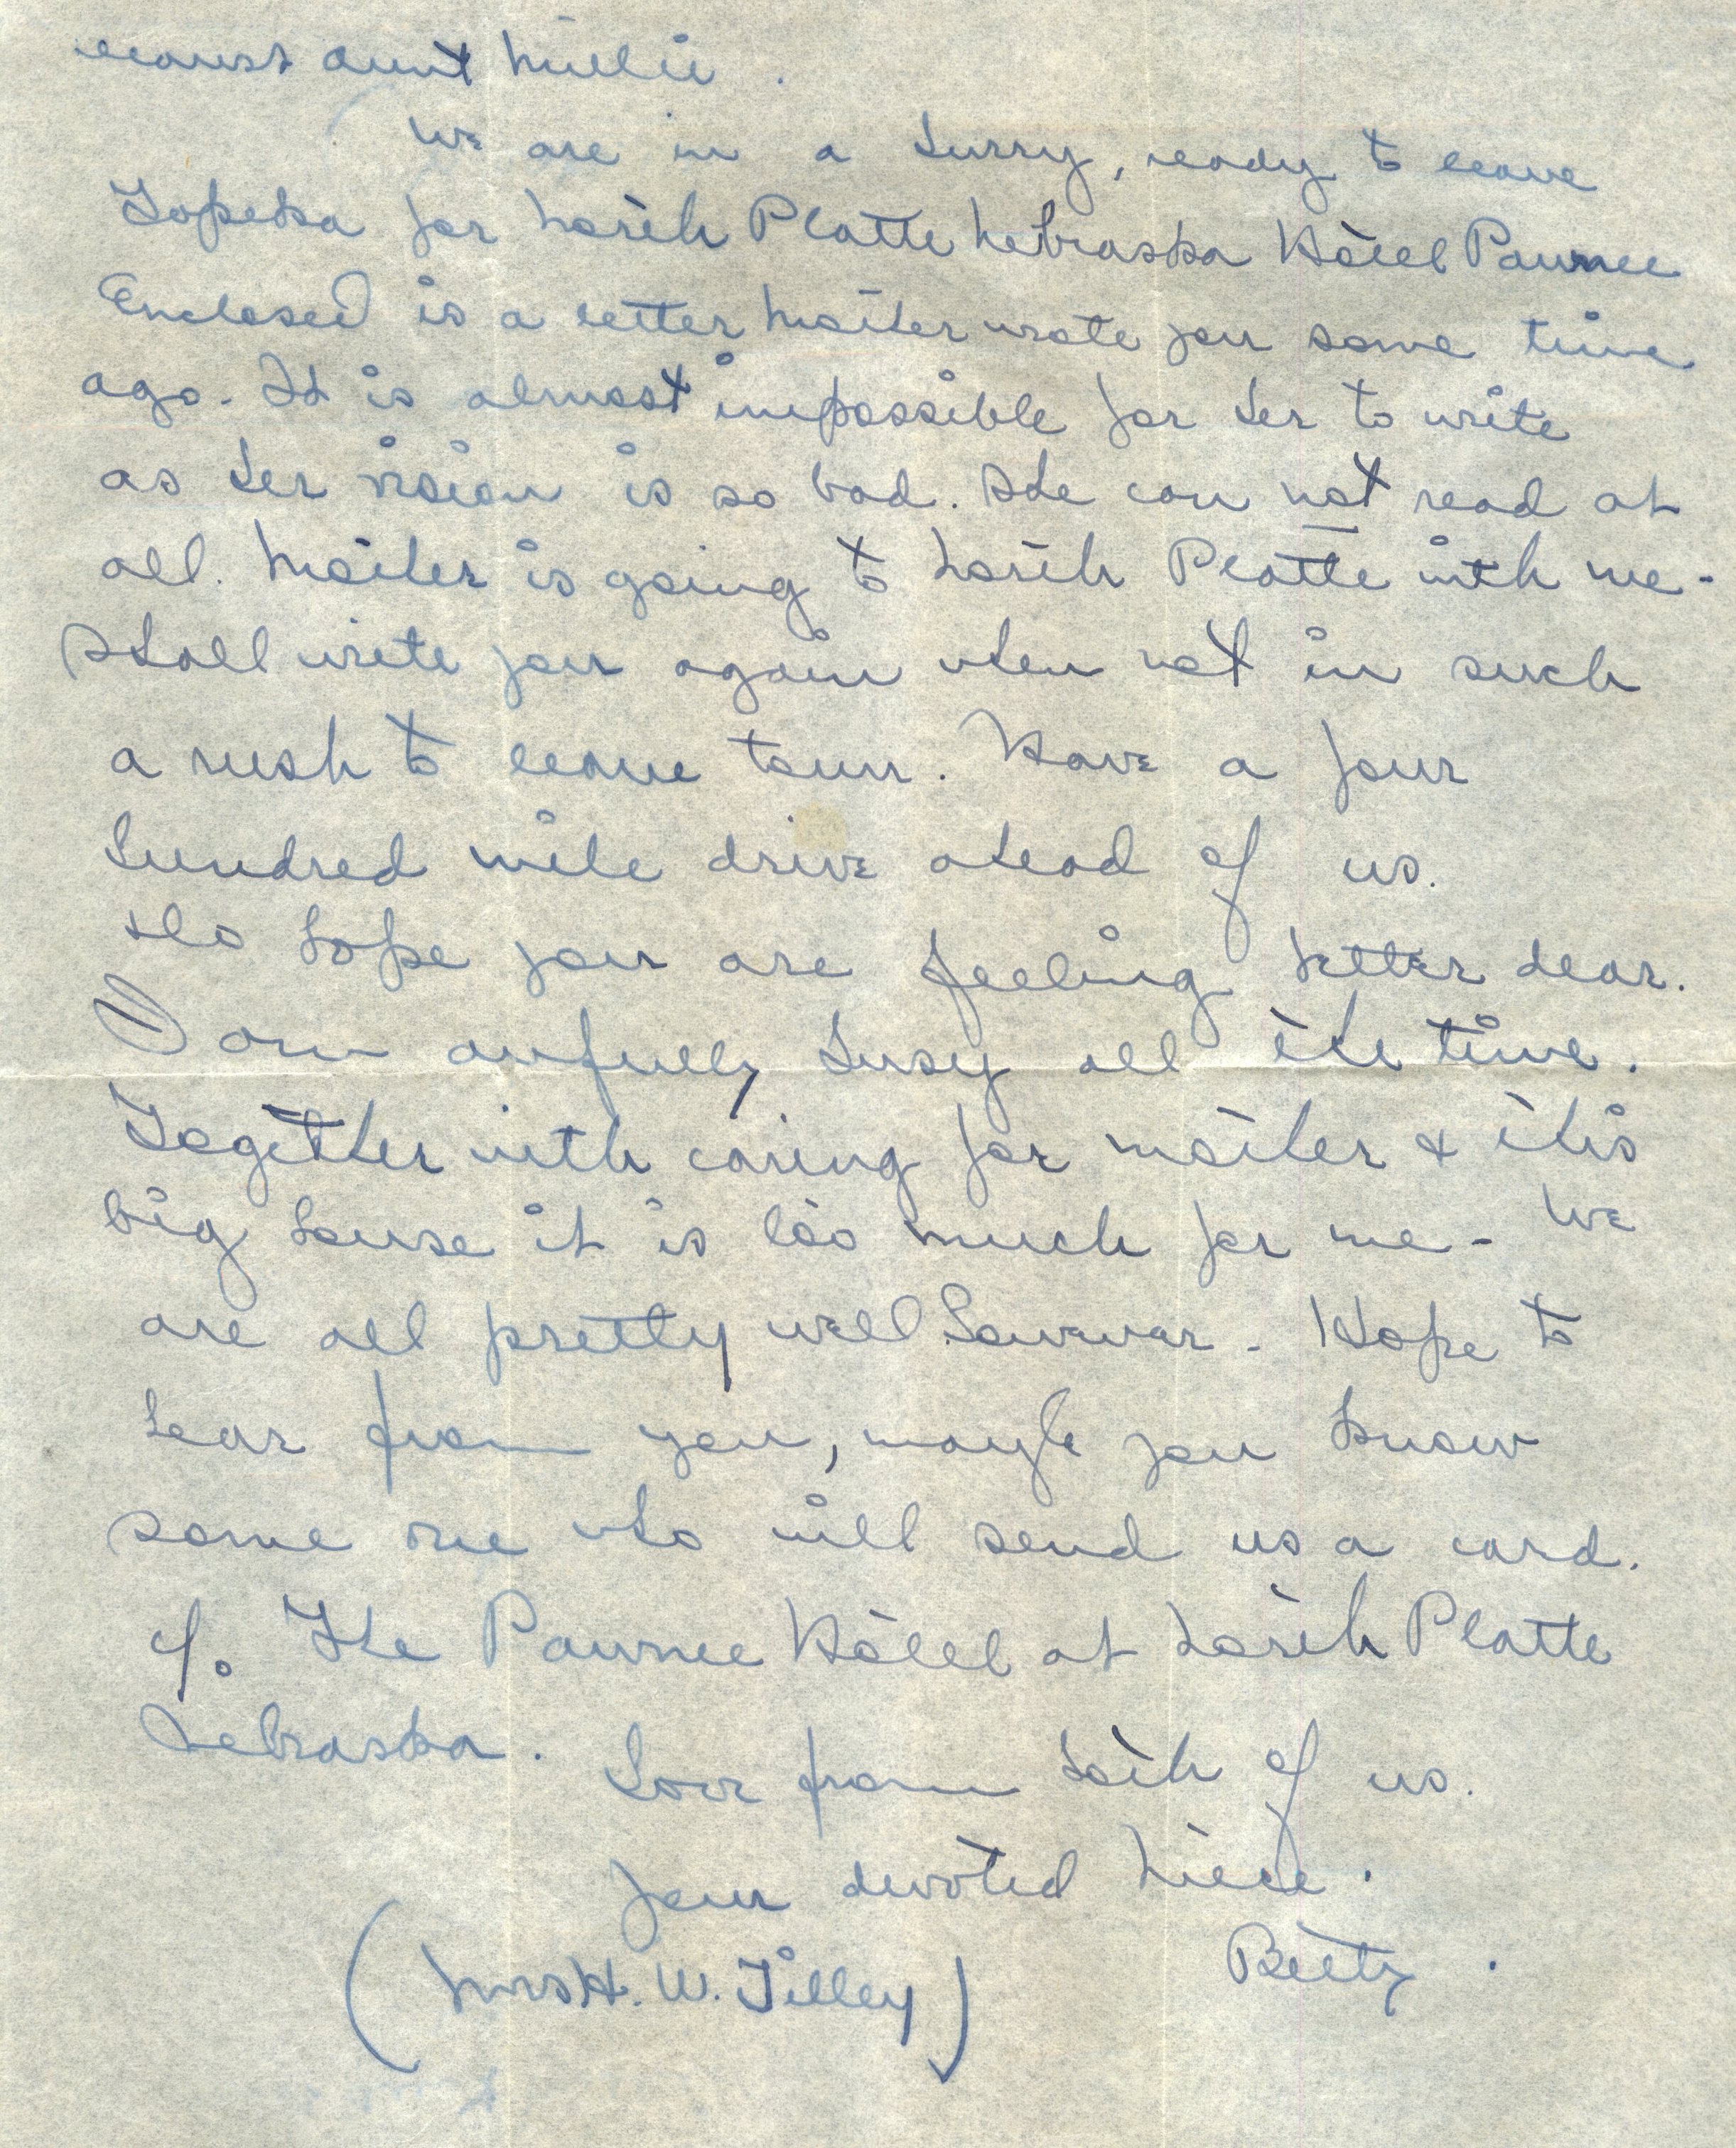 Dearest Aunt Millie.
We are in a hurry, ready to leave
Topeka for North Platte Nebraska Hotel Pawnee
Enclosed is a letter Mother wrote you some time
ago. It is almost impossible for her to write
as her vision is so bad. She can not read at
all. Mother is going to North Platte with me-
Shall write you again when not in such
a rush to leave town. Have a four
hundred mile drive ahead of us.
Do hope you are feeling better dear.
I am awfully busy all the time.
Together with caring for mother & this
big house it is too much for me- We
are all pretty well However. Hope to
hear from you, maybe you know
some one who will send us a card.
c/o The Pawnee Hotel at North Platte
Nebraska.
Love from both of us.
Your devoted Niece.
Betty.
(Mrs H. W. Tilley)